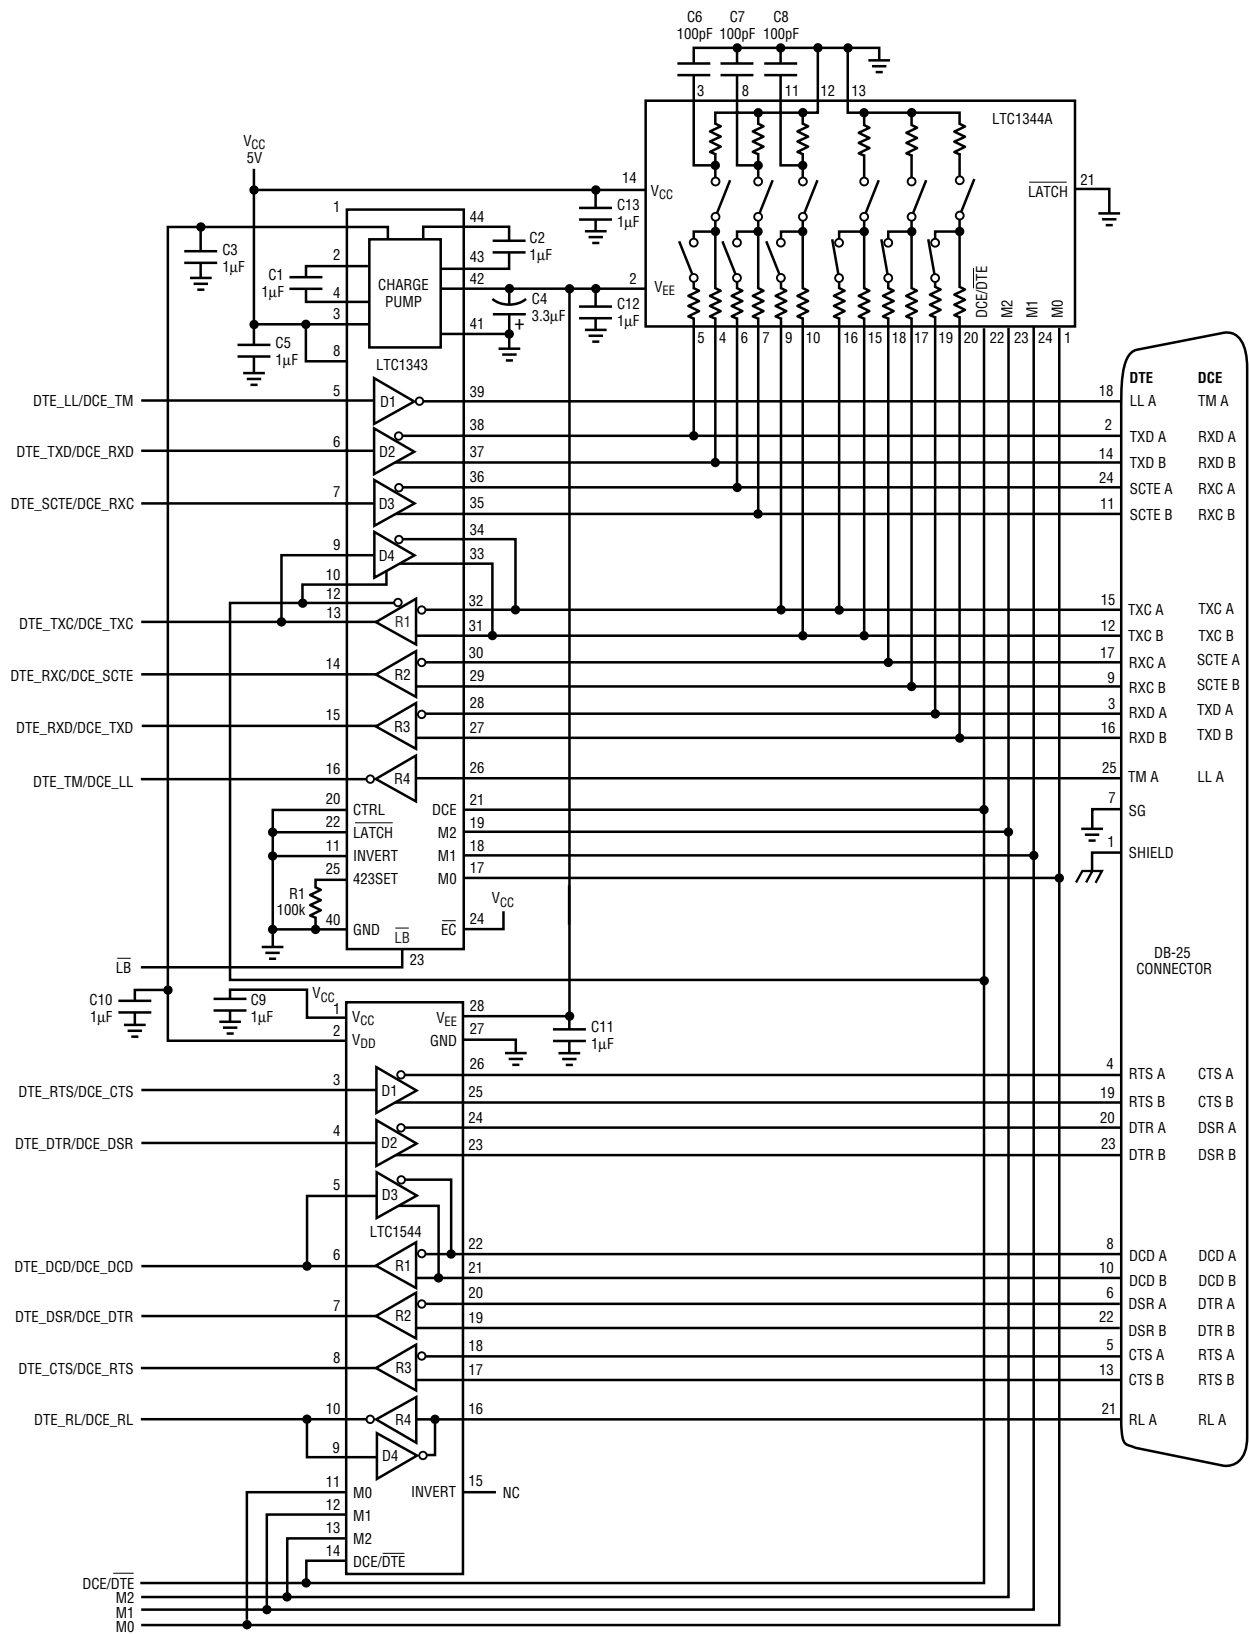 C6 C7 C8
100pF 100pF 100pF
3 8 11 12 13
LTC1344A
VCC
5V
14 VCC
LATCH 21
C13
1µF
1 44
C3
1µF
C2
1µF
2 43
C1
1µF
CHARGE
PUMP
42
2 VEE
4
C4
3.3µF
+
C12
1µF
DCE/DTE M2 M1 M0
3 41
5 4 6 7 9 10 16 15 18 17 19 20 22 23 24 1
C5
1µF
8
LTC1343
DTE DCE
DTE_LL/DCE_TM 5 D1 39 18 LL A TM A
38 2 TXD A RXD A
DTE_TXD/DCE_RXD 6 D2 37 14 TXD B RXD B
36 24 SCTE A RXC A
DTE_SCTE/DCE_RXC 7 D3 35 11 SCTE B RXC B
34
9 D4 33
10
12 32 15 TXC A TXC A
DTE_TXC/DCE_TXC 13 R1 31 12 TXC B TXC B
30 17 RXC A SCTE A
DTE_RXC/DCE_SCTE 14 R2 29 9 RXC B SCTE B
28 3 RXD A TXD A
DTE_RXD/DCE_TXD 15 R3 27 16 RXD B TXD B
DTE_TM/DCE_LL 16 R4 26 25 TM A LL A
20 CTRL DCE 21 7 SG
22 LATCH M2 19
11 INVERT M1 18 1 SHIELD
25 423SET M0 17
R1
100k
VCC
40 GND EC 24
LB
LB 23
DB-25
CONNECTOR
C10
1µF
C9
1µF
VCC
1 VCC VEE 28
2 VDD GND 27
C11
1µF
26 4 RTS A CTS A
DTE_RTS/DCE_CTS 3 D1 25 19 RTS B CTS B
24 20 DTR A DSR A
DTE_DTR/DCE_DSR 4 D2 23 23 DTR B DSR B
5 D3
LTC1544
22 8 DCD A DCD A
DTE_DCD/DCE_DCD 6 R1 21 10 DCD B DCD B
20 6 DSR A DTR A
DTE_DSR/DCE_DTR 7 R2 19 22 DSR B DTR B
18 5 CTS A RTS A
DTE_CTS/DCE_RTS 8 R3 17 13 CTS B RTS B
DTE_RL/DCE_RL 10 R4 16 21 RL A RL A
9 D4
11 M0 INVERT 15 NC
12 M1
13 M2
14 DCE/DTE
DCE/DTE
M2
M1
M0